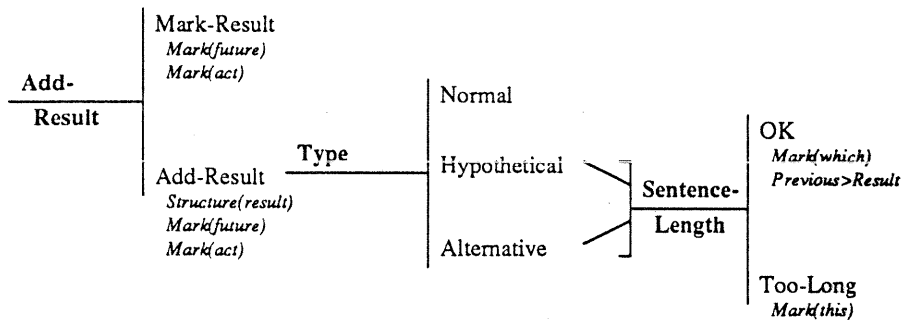 Add-
Result
Mark-Result
Mark(future)
Mark(act)
Add-Result
Structure(result)
Mark(future)
Mark(act)
Type
Normal
Hypothetical
Alternative
Sentence-
Length
OK
Mark(which)
Previous>Result
Too-Long
Mark(this)